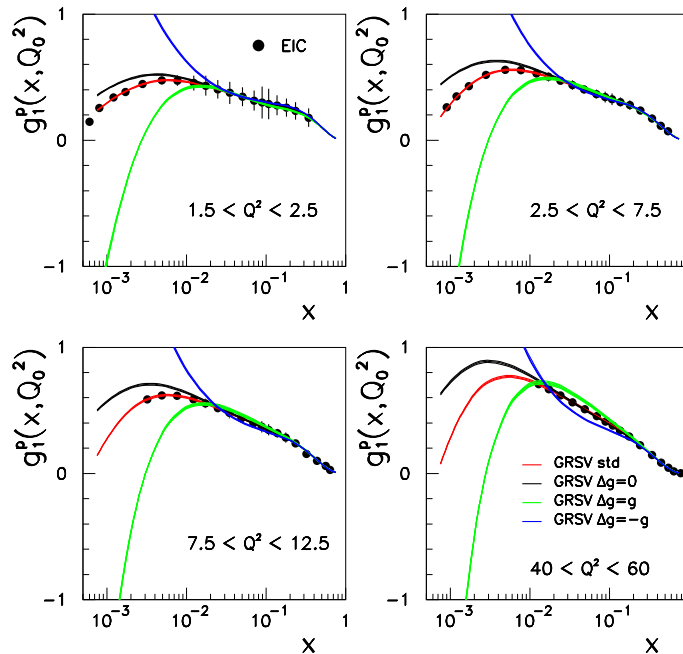 g₁ᵖ(x,Q₀²)
1
0
−1
EIC
1.5 < Q² < 2.5
10⁻³ 10⁻² 10⁻¹ 1
x
g₁ᵖ(x,Q₀²)
1
0
−1
2.5 < Q² < 7.5
10⁻³ 10⁻² 10⁻¹
x
g₁ᵖ(x,Q₀²)
1
0
−1
7.5 < Q² < 12.5
10⁻³ 10⁻² 10⁻¹ 1
x
g₁ᵖ(x,Q₀²)
1
0
−1
GRSV std
GRSV Δg=0
GRSV Δg=g
GRSV Δg=−g
40 < Q² < 60
10⁻³ 10⁻² 10⁻¹
x